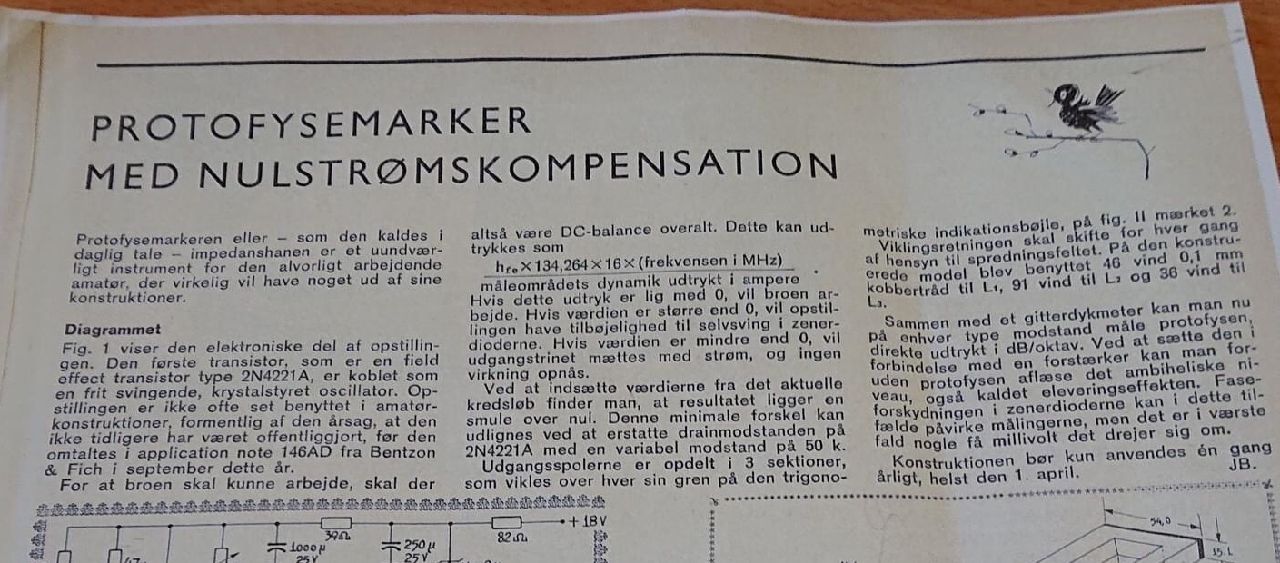 PROTOFYSEMARKER
MED NULSTRØMSKOMPENSATION
Protofysemarkeren eller – som den kaldes i
daglig tale – impedanshanen er et uundvær-
ligt instrument for den alvorligt arbejdende
amatør, der virkelig vil have noget ud af sine
konstruktioner.
Diagrammet
Fig. 1 viser den elektroniske del af opstillin-
gen. Den første transistor, som er en field
effect transistor type 2N4221A, er koblet som
en frit svingende, krystalstyret oscillator. Op-
stillingen er ikke ofte set benyttet i amatør-
konstruktioner, formentlig af den årsag, at den
ikke tidligere har været offentliggjort, før den
omtaltes i application note 146AD fra Bentzon
& Fich i september dette år.
For at broen skal kunne arbejde, skal der
altså være DC-balance overalt. Dette kan ud-
trykkes som
hfe × 134,264 × 16 × (frekvensen i MHz)
måleområdets dynamik udtrykt i ampere
Hvis dette udtryk er lig med 0, vil broen ar-
bejde. Hvis værdien er større end 0, vil opstil-
lingen have tilbøjelighed til selvsving i zener-
dioderne. Hvis værdien er mindre end 0, vil
udgangstrinet mættes med strøm, og ingen
virkning opnås.
Ved at indsætte værdierne fra det aktuelle
kredsløb finder man, at resultatet ligger en
smule over nul. Denne minimale forskel kan
udlignes ved at erstatte drainmodstanden på
2N4221A med en variabel modstand på 50 k.
Udgangsspolerne er opdelt i 3 sektioner,
som vikles over hver sin gren på den trigono-
metriske indikationsbøjle, på fig. II mærket 2.
Viklingsretningen skal skifte for hver gang
af hensyn til spredningsfeltet. På den konstru-
erede model blev benyttet 46 vind 0,1 mm
kobbertråd til L₁, 91 vind til L₂ og 36 vind til
L₃.
Sammen med et gitterdykmeter kan man nu
på enhver type modstand måle protofysen,
direkte udtrykt i dB/oktav. Ved at sætte den i
forbindelse med en forstærker kan man for-
uden protofysen aflæse det ambiheliske ni-
veau, også kaldet eleveringseffekten. Fase-
forskydningen i zenerdioderne kan i dette til-
fælde påvirke målingerne, men det er i værste
fald nogle få millivolt det drejer sig om.
Konstruktionen bør kun anvendes én gang
årligt, helst den 1. april.
JB.
+18V
39Ω
82Ω
1000µ
25V
250µ
25V
54,0